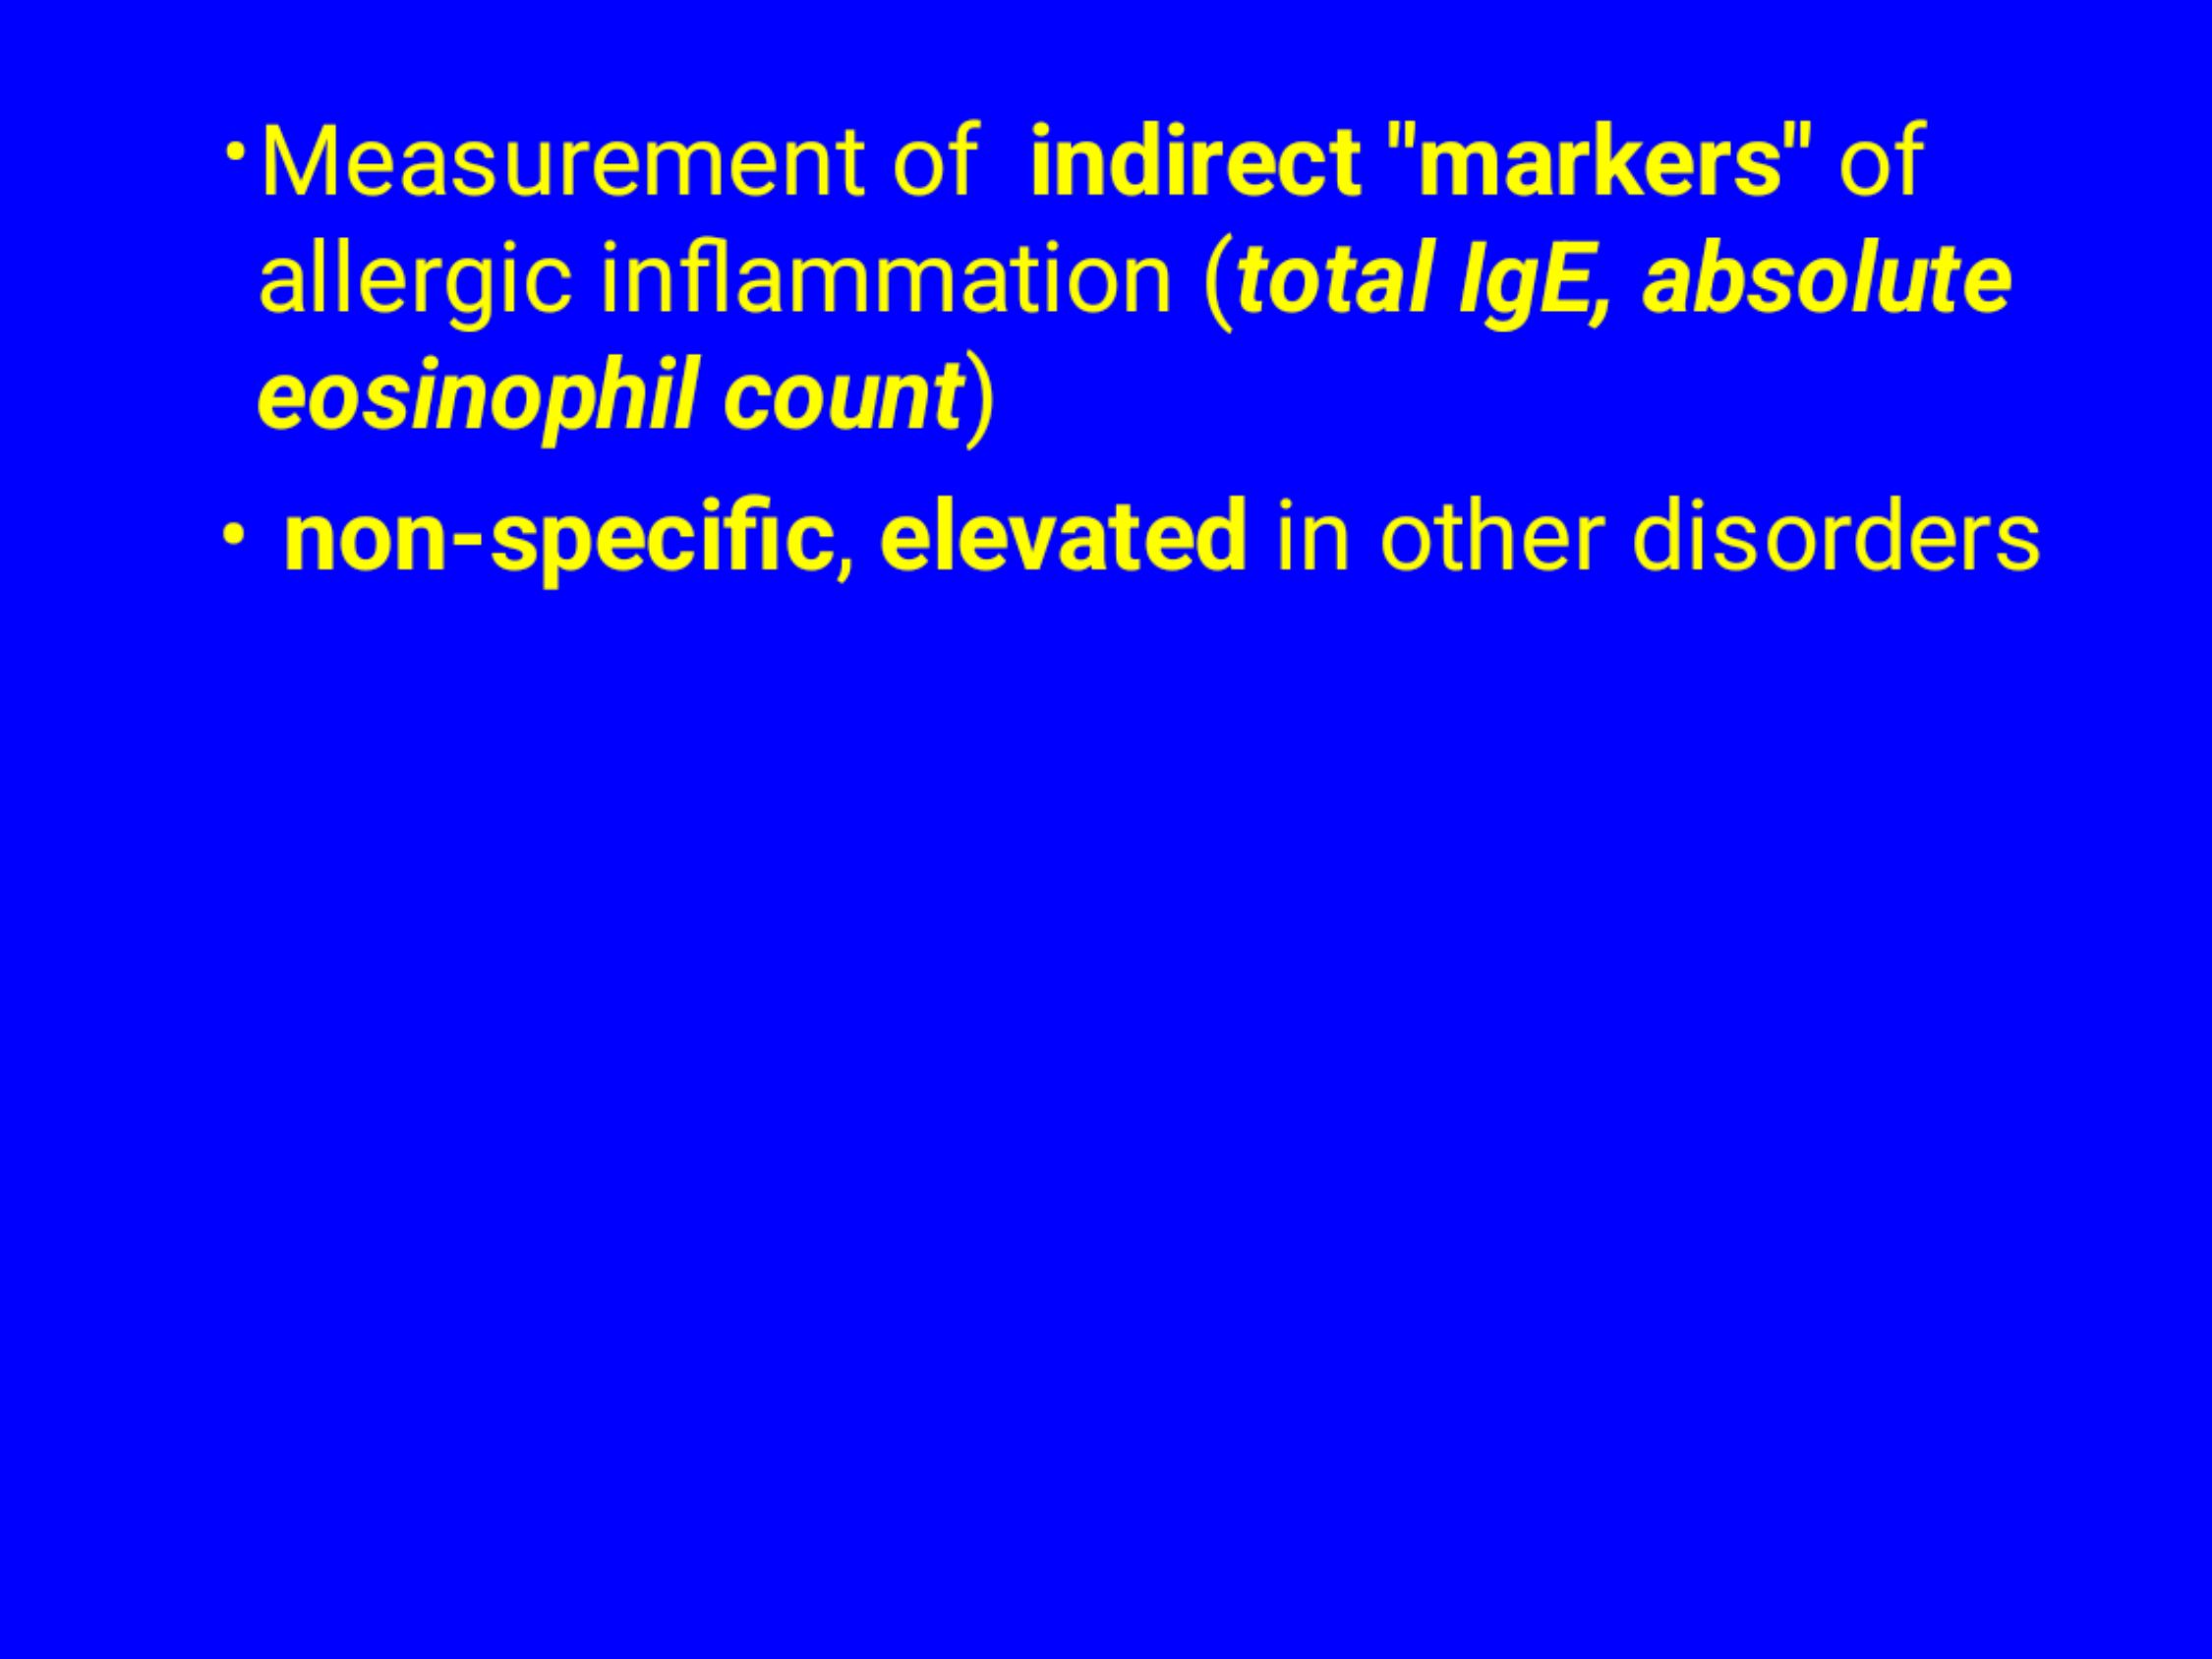 •Measurement of  indirect "markers" of
allergic inflammation (total IgE, absolute
eosinophil count)
• non-specific, elevated in other disorders